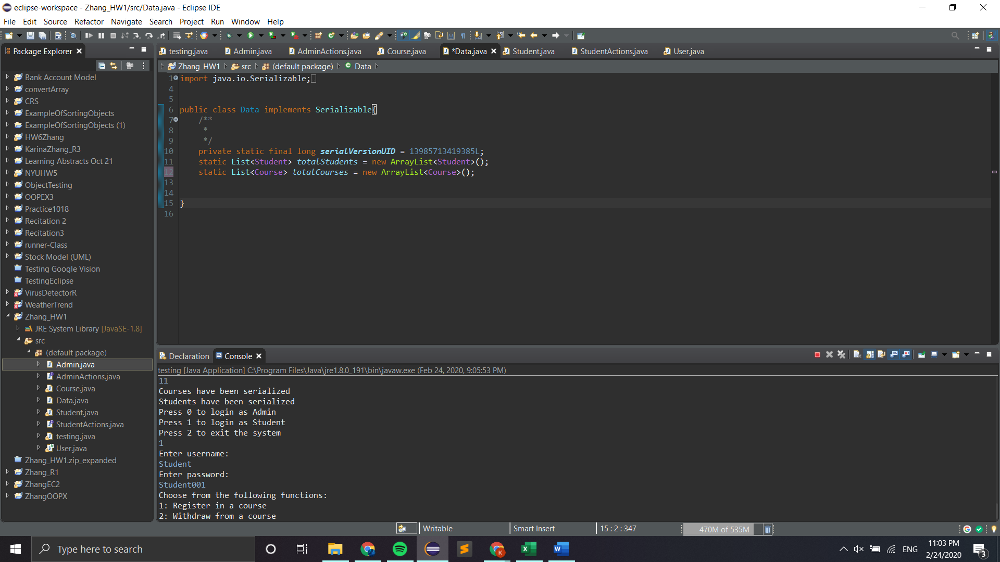 eclipse-workspace - Zhang_HW1/src/Data.java - Eclipse IDE
File Edit Source Refactor Navigate Search Project Run Window Help
Package Explorer
testing.java Admin.java AdminActions.java Course.java *Data.java Student.java StudentActions.java User.java
Zhang_HW1 src (default package) Data
Bank Account Model
convertArray
CRS
ExampleOfSortingObjects
ExampleOfSortingObjects (1)
HW6Zhang
KarinaZhang_R3
Learning Abstracts Oct 21
NYUHW5
ObjectTesting
OOPEX3
Practice1018
Recitation 2
Recitation3
runner-Class
Stock Model (UML)
Testing Google Vision
TestingEclipse
VirusDetectorR
WeatherTrend
Zhang_HW1
JRE System Library [JavaSE-1.8]
src
(default package)
Admin.java
AdminActions.java
Course.java
Data.java
Student.java
StudentActions.java
testing.java
User.java
Zhang_HW1.zip_expanded
Zhang_R1
ZhangEC2
ZhangOOPX
1 import java.io.Serializable;
4
5
6 public class Data implements Serializable{
7 /**
8 *
9 */
10 private static final long serialVersionUID = 13985713419385L;
11 static List<Student> totalStudents = new ArrayList<Student>();
12 static List<Course> totalCourses = new ArrayList<Course>();
13
14
15 }
16
Declaration Console
testing [Java Application] C:\Program Files\Java\jre1.8.0_191\bin\javaw.exe (Feb 24, 2020, 9:05:53 PM)
11
Courses have been serialized
Students have been serialized
Press 0 to login as Admin
Press 1 to login as Student
Press 2 to exit the system
1
Enter username:
Student
Enter password:
Student001
Choose from the following functions:
1: Register in a course
2: Withdraw from a course
Writable Smart Insert 15 : 2 : 347 470M of 535M
Type here to search
ENG
11:03 PM
2/24/2020
3